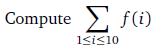 Compute ∑ f(i)
1≤i≤10